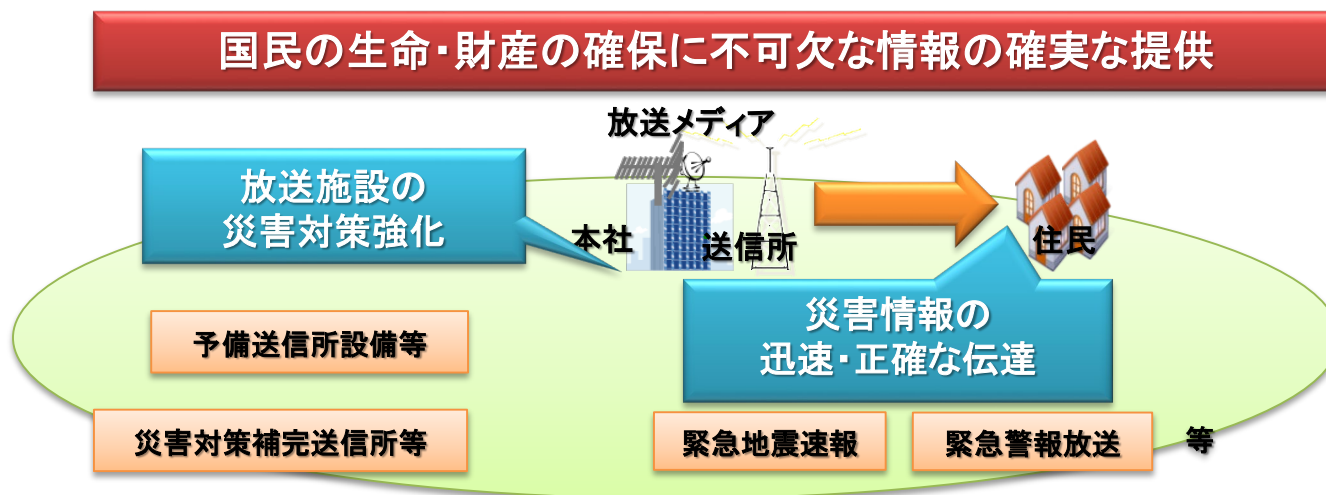 国民の生命・財産の確保に不可欠な情報の確実な提供
放送メディア
放送施設の
災害対策強化
本社
送信所
住民
災害情報の
迅速・正確な伝達
予備送信所設備等
災害対策補完送信所等
緊急地震速報
緊急警報放送
等